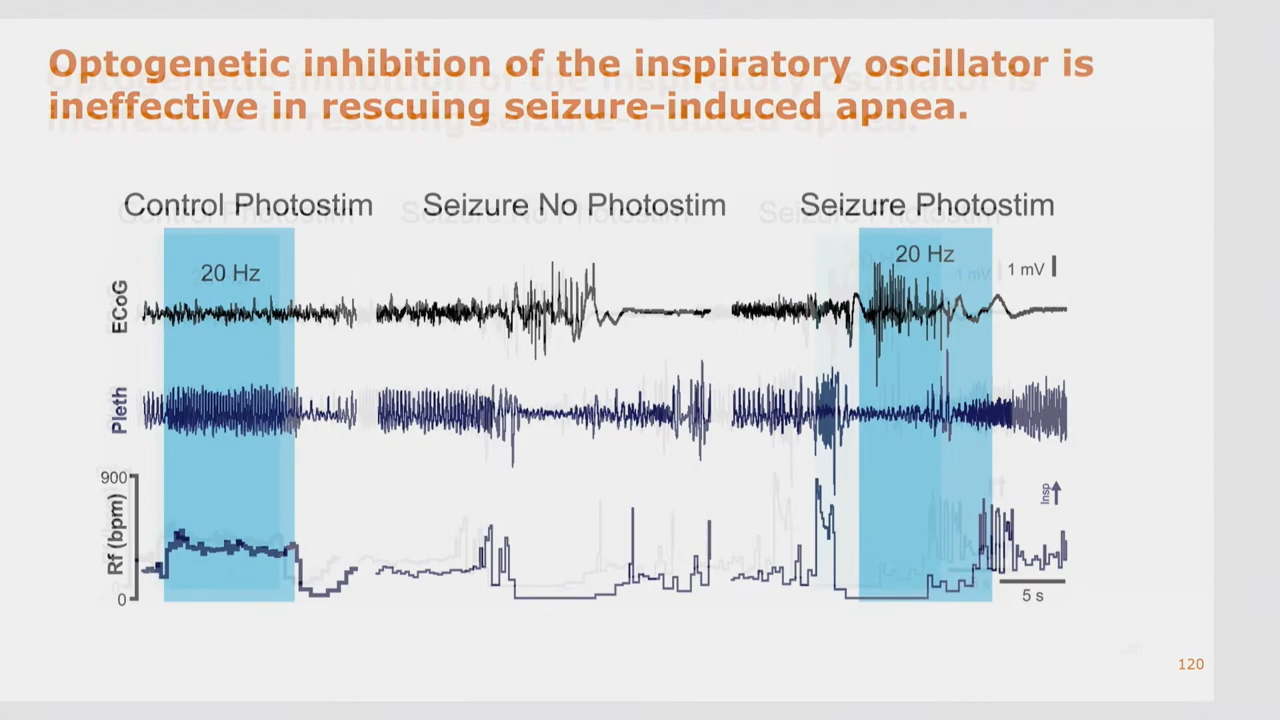 Optogenetic inhibition of the inspiratory oscillator is
ineffective in rescuing seizure-induced apnea.
Control Photostim
Seizure No Photostim
Seizure Photostim
20 Hz
20 Hz
1 mV
ECoG
Pleth
900
Rf (bpm)
0
Insp
5 s
120